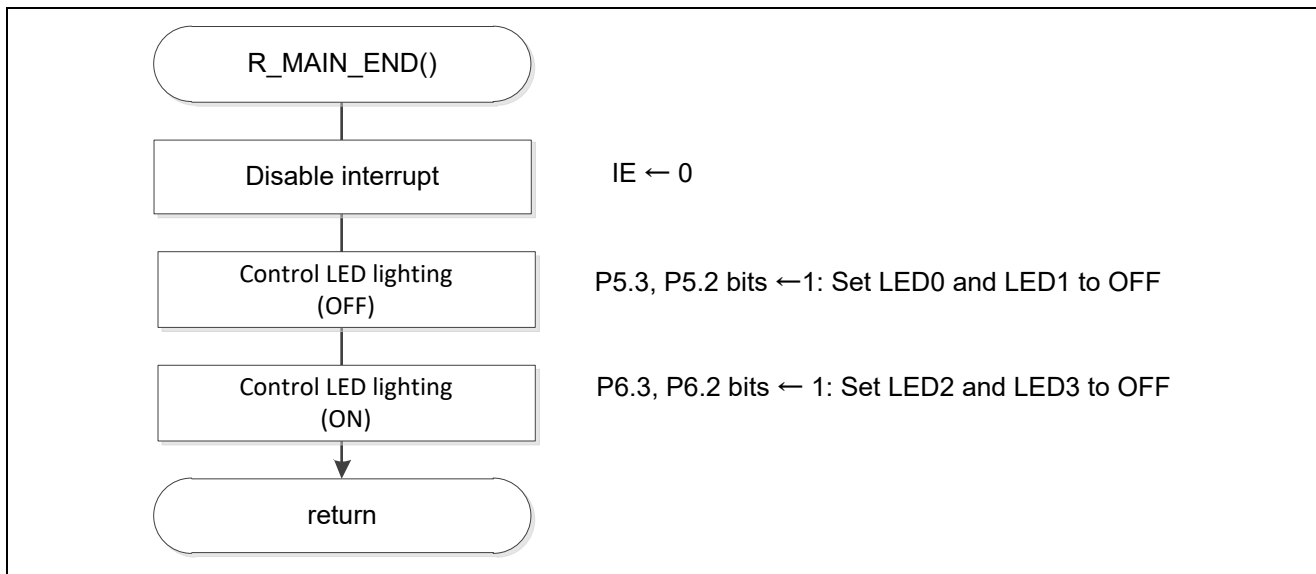 R_MAIN_END()
Disable interrupt
IE ← 0
Control LED lighting
(OFF)
P5.3, P5.2 bits ←1: Set LED0 and LED1 to OFF
Control LED lighting
(ON)
P6.3, P6.2 bits ← 1: Set LED2 and LED3 to OFF
return